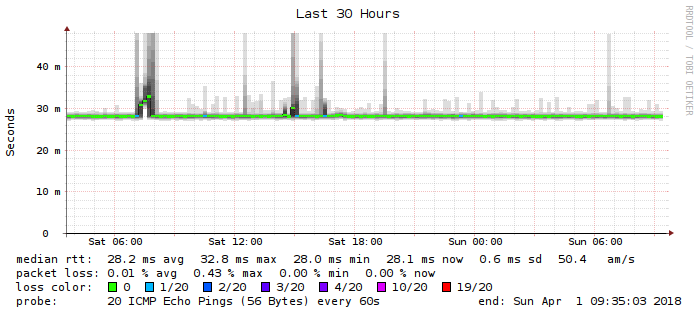 Last 30 Hours
RRDTOOL / TOBI OETIKER
Seconds
40 m
30 m
20 m
10 m
0
Sat 06:00 Sat 12:00 Sat 18:00 Sun 00:00 Sun 06:00
median rtt: 28.2 ms avg 32.8 ms max 28.0 ms min 28.1 ms now 0.6 ms sd 50.4 am/s
packet loss: 0.01 % avg 0.43 % max 0.00 % min 0.00 % now
loss color: 0 1/20 2/20 3/20 4/20 10/20 19/20
probe: 20 ICMP Echo Pings (56 Bytes) every 60s end: Sun Apr 1 09:35:03 2018